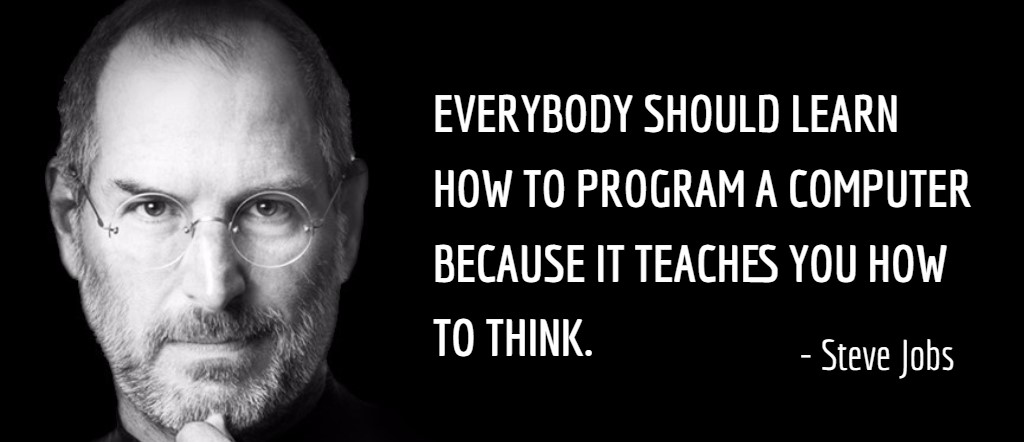 EVERYBODY SHOULD LEARN
HOW TO PROGRAM A COMPUTER
BECAUSE IT TEACHES YOU HOW
TO THINK.
- Steve Jobs